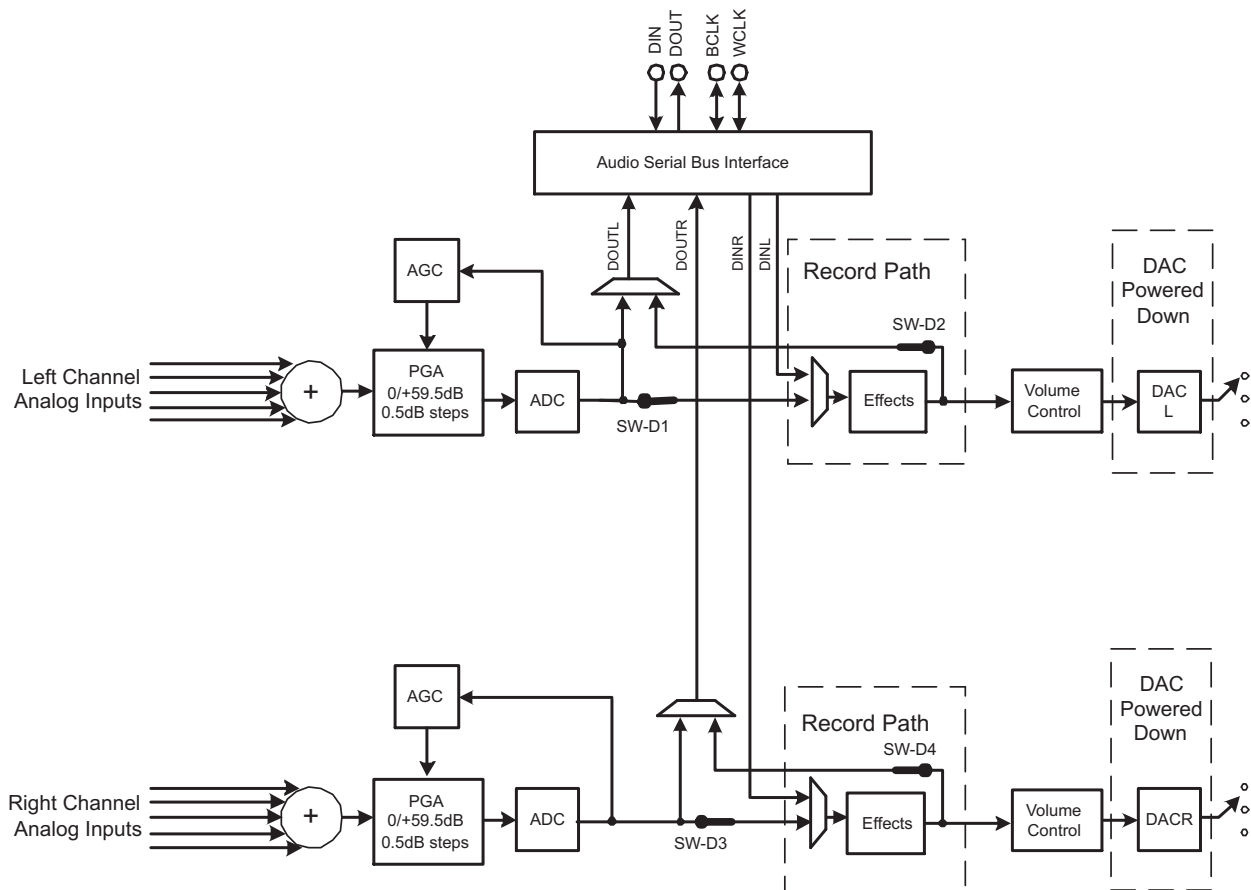 DIN
DOUT
BCLK
WCLK
Audio Serial Bus Interface
DOUTL
DOUTR
DINR
DINL
Record Path
DAC
Powered
Down
AGC
SW-D2
Left Channel
Analog Inputs
+
PGA
0/+59.5dB
0.5dB steps
ADC
SW-D1
Effects
Volume
Control
DAC
L
Record Path
DAC
Powered
Down
AGC
SW-D4
Right Channel
Analog Inputs
+
PGA
0/+59.5dB
0.5dB steps
ADC
SW-D3
Effects
Volume
Control
DACR